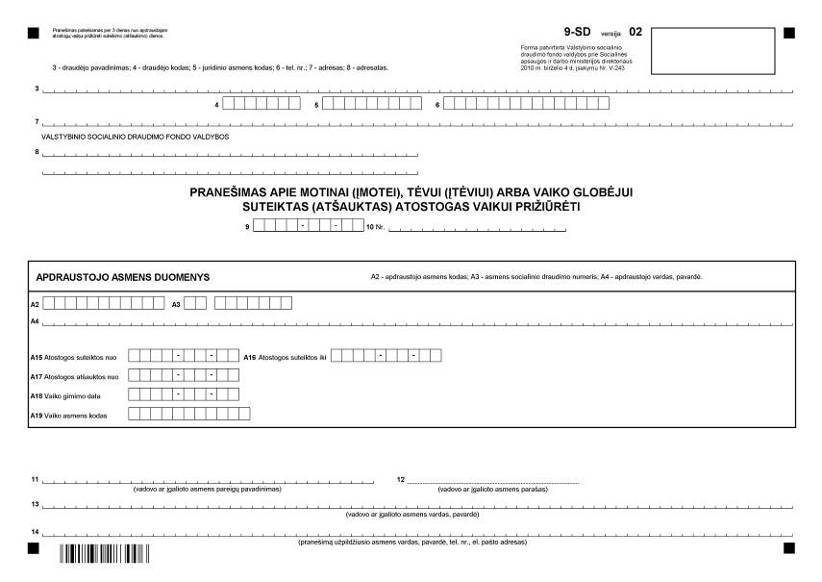 Pranešimas pateikiamas per 3 dienas nuo apdraustajam
atostogų vaikui prižiūrėti suteikimo (atšaukimo) dienos.
9-SD versija 02
Forma patvirtinta Valstybinio socialinio
draudimo fondo valdybos prie Socialinės
apsaugos ir darbo ministerijos direktoriaus
2010 m. birželio 4 d. įsakymu Nr. V-243
3 - draudėjo pavadinimas; 4 - draudėjo kodas; 5 - juridinio asmens kodas; 6 - tel. nr.; 7 - adresas; 8 - adresatas.
3
4 5 6
7
VALSTYBINIO SOCIALINIO DRAUDIMO FONDO VALDYBOS
8
PRANEŠIMAS APIE MOTINAI (ĮMOTEI), TĖVUI (ĮTĖVIUI) ARBA VAIKO GLOBĖJUI
SUTEIKTAS (ATŠAUKTAS) ATOSTOGAS VAIKUI PRIŽIŪRĖTI
9 - - 10 Nr.
APDRAUSTOJO ASMENS DUOMENYS
A2 - apdraustojo asmens kodas; A3 - asmens socialinio draudimo numeris; A4 - apdraustojo vardas, pavardė.
A2 A3
A4
A15 Atostogos suteiktos nuo - - A16 Atostogos suteiktos iki - -
A17 Atostogos atšauktos nuo - -
A18 Vaiko gimimo data - -
A19 Vaiko asmens kodas
11 12
(vadovo ar įgalioto asmens pareigų pavadinimas) (vadovo ar įgalioto asmens parašas)
13
(vadovo ar įgalioto asmens vardas, pavardė)
14
(pranešimą užpildžiusio asmens vardas, pavardė, tel. nr., el. pašto adresas)